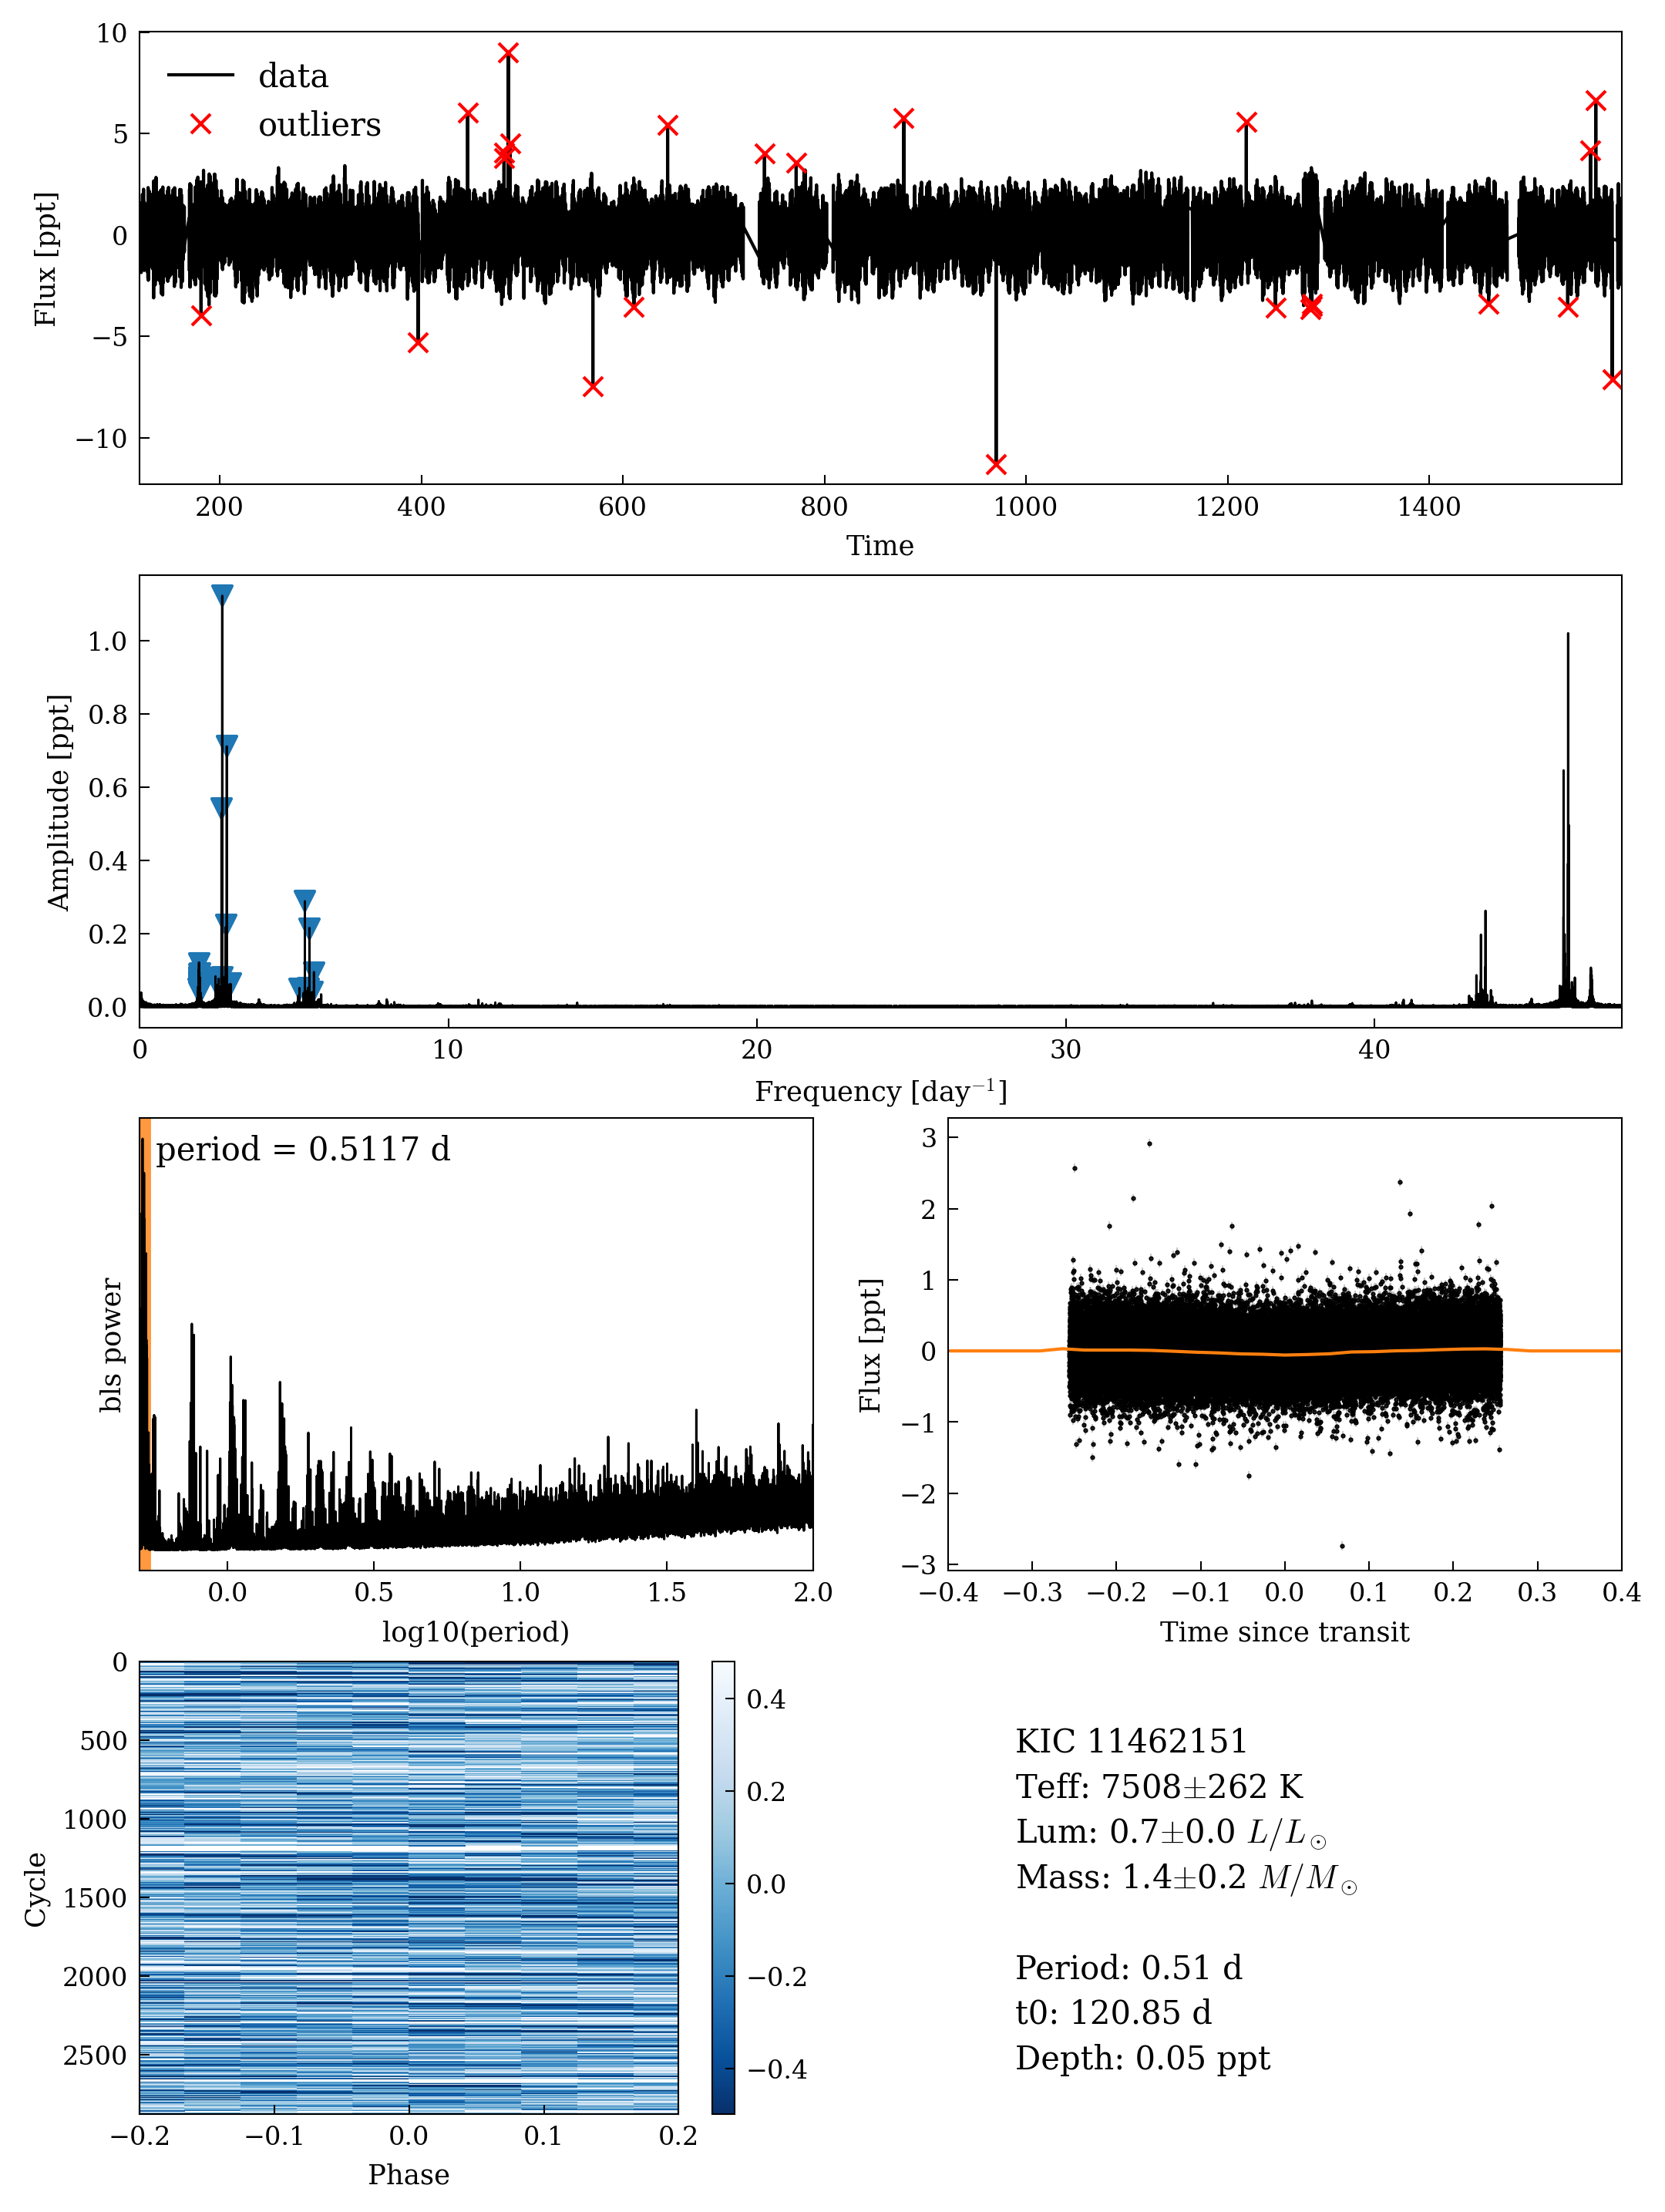 10
5
0
−5
−10
Flux [ppt]
data
outliers
200 400 600 800 1000 1200 1400
Time
1.0
0.8
0.6
0.4
0.2
0.0
Amplitude [ppt]
0 10 20 30 40
Frequency [day⁻¹]
period = 0.5117 d
bls power
0.0 0.5 1.0 1.5 2.0
log10(period)
3
2
1
0
−1
−2
−3
Flux [ppt]
−0.4 −0.3 −0.2 −0.1 0.0 0.1 0.2 0.3 0.4
Time since transit
0
500
1000
1500
2000
2500
Cycle
−0.2 −0.1 0.0 0.1 0.2
Phase
0.4
0.2
0.0
−0.2
−0.4
KIC 11462151
Teff: 7508±262 K
Lum: 0.7±0.0 L/L⊙
Mass: 1.4±0.2 M/M⊙
Period: 0.51 d
t0: 120.85 d
Depth: 0.05 ppt